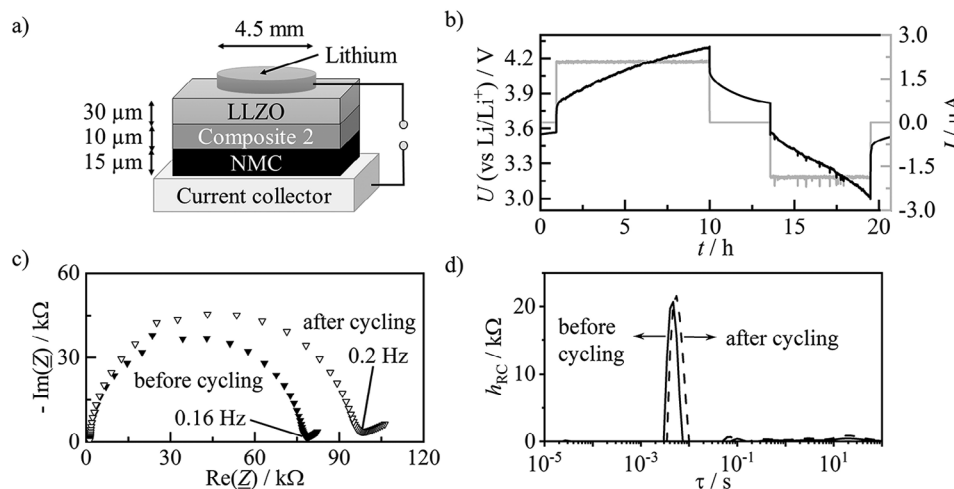 a)
4.5 mm
Lithium
30 µm
LLZO
10 µm
Composite 2
15 µm
NMC
Current collector
b)
U (vs Li/Li⁺) / V
4.2
3.9
3.6
3.3
3.0
0
5
10
15
20
t / h
3.0
1.5
0.0
-1.5
-3.0
I / µA
c)
- Im(Z) / kΩ
60
30
0
after cycling
0.2 Hz
before cycling
0.16 Hz
0
30
60
90
120
Re(Z) / kΩ
d)
h_RC / kΩ
20
10
0
before
cycling
after cycling
10⁻⁵
10⁻³
10⁻¹
10¹
τ / s